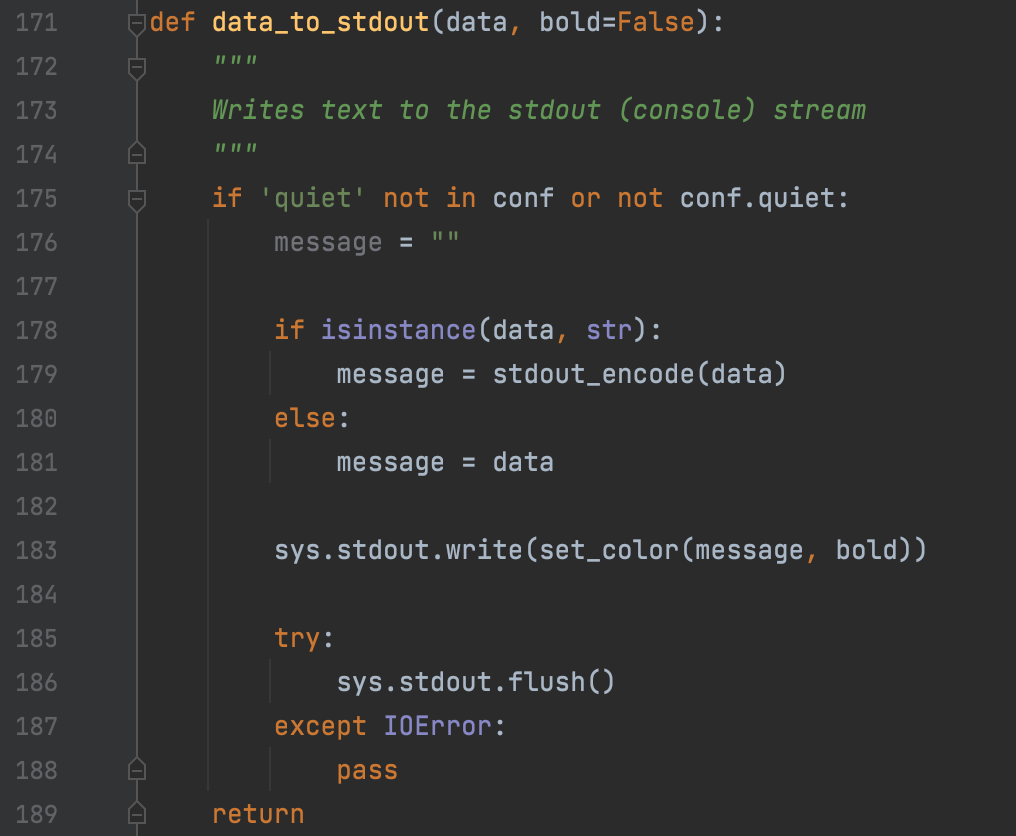 171 def data_to_stdout(data, bold=False):
172     """
173     Writes text to the stdout (console) stream
174     """
175     if 'quiet' not in conf or not conf.quiet:
176         message = ""
177
178         if isinstance(data, str):
179             message = stdout_encode(data)
180         else:
181             message = data
182
183         sys.stdout.write(set_color(message, bold))
184
185         try:
186             sys.stdout.flush()
187         except IOError:
188             pass
189     return